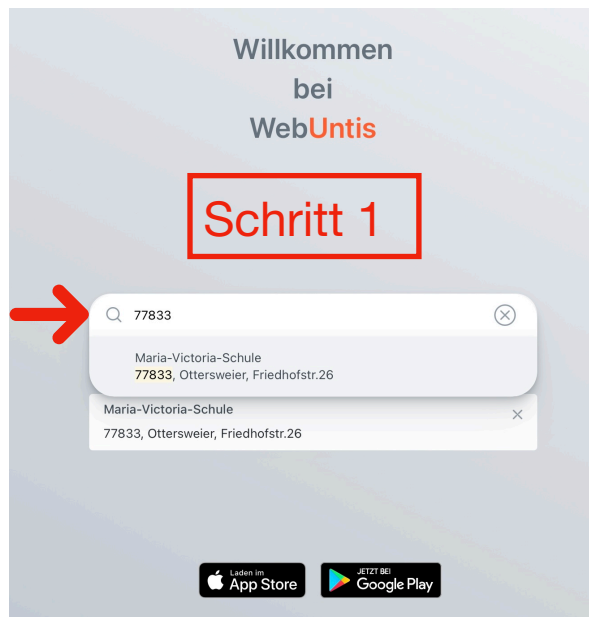 Willkommen
bei
WebUntis
Schritt 1
77833
Maria-Victoria-Schule
77833, Ottersweier, Friedhofstr.26
Maria-Victoria-Schule
77833, Ottersweier, Friedhofstr.26
Laden im
App Store
JETZT BEI
Google Play